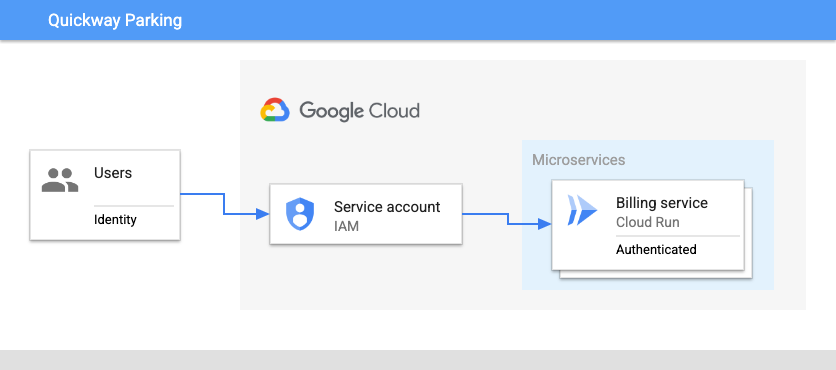 Quickway Parking
Google Cloud
Users
Identity
Service account
IAM
Microservices
Billing service
Cloud Run
Authenticated